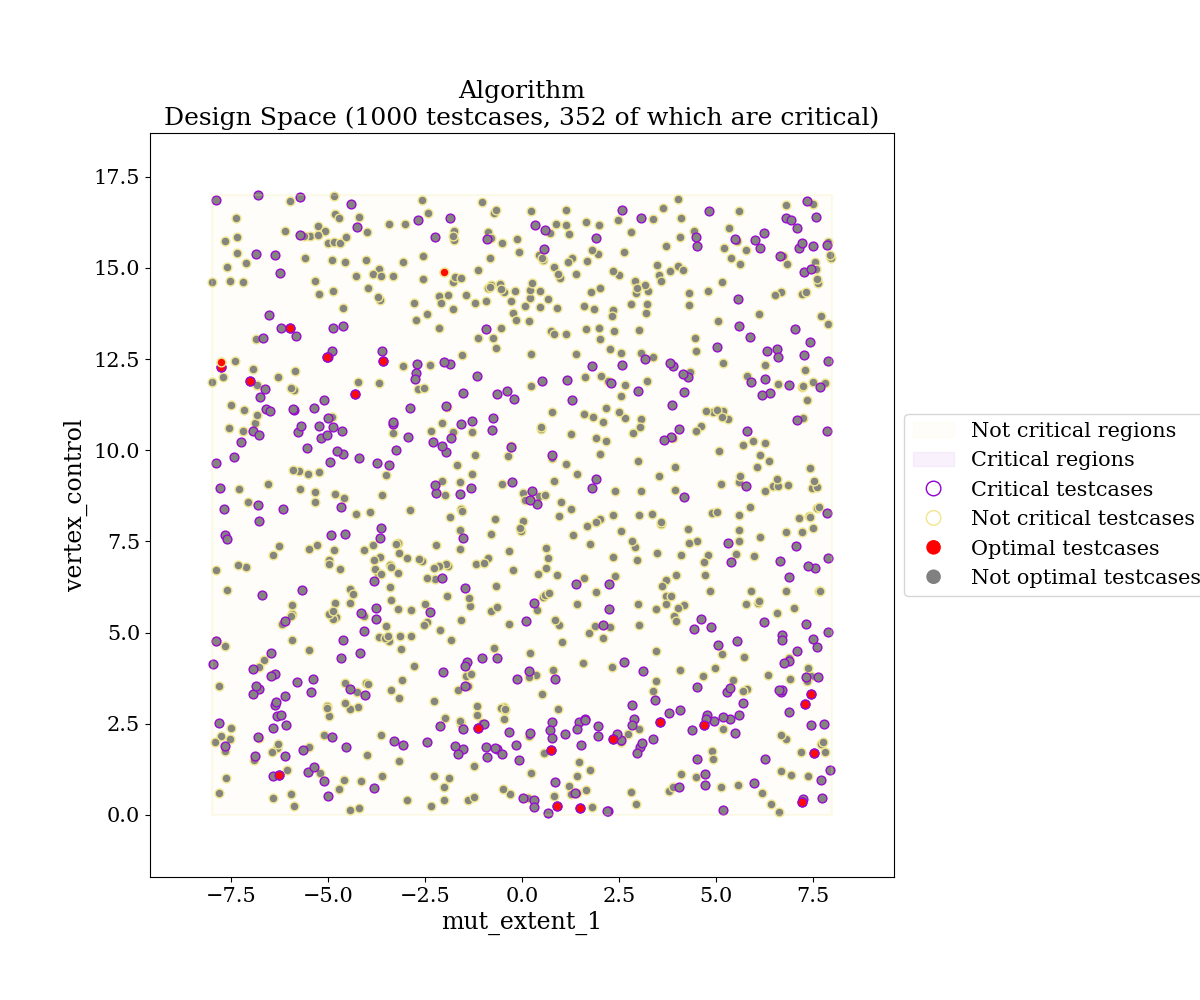 Algorithm
Design Space (1000 testcases, 352 of which are critical)
17.5
15.0
12.5
10.0
7.5
5.0
2.5
0.0
vertex_control
−7.5
−5.0
−2.5
0.0
2.5
5.0
7.5
mut_extent_1
Not critical regions
Critical regions
Critical testcases
Not critical testcases
Optimal testcases
Not optimal testcases